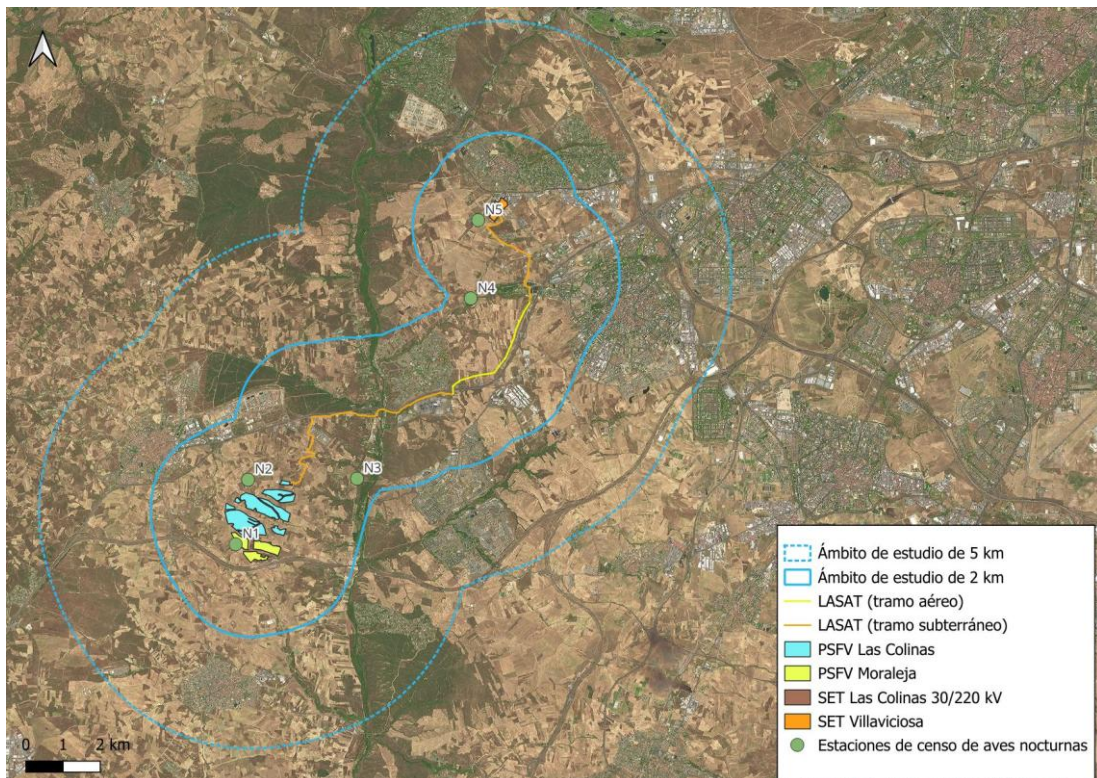 N5
N4
N2
N3
N1
Ámbito de estudio de 5 km
Ámbito de estudio de 2 km
LASAT (tramo aéreo)
LASAT (tramo subterráneo)
PSFV Las Colinas
PSFV Moraleja
SET Las Colinas 30/220 kV
SET Villaviciosa
Estaciones de censo de aves nocturnas
0 1 2 km